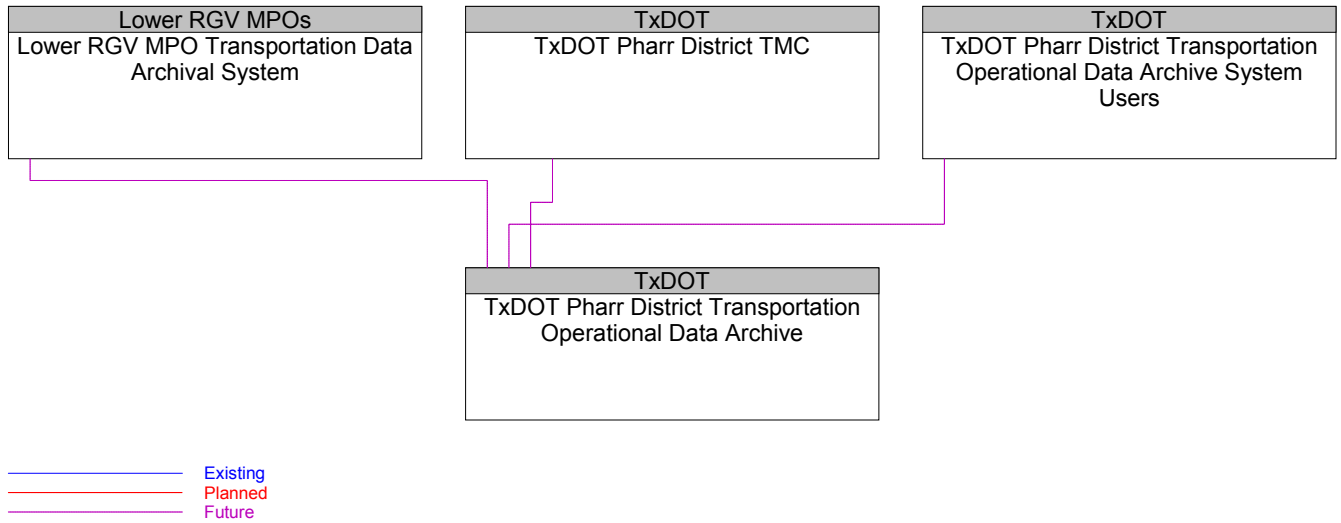 Lower RGV MPOs
Lower RGV MPO Transportation Data
Archival System
TxDOT
TxDOT Pharr District TMC
TxDOT
TxDOT Pharr District Transportation
Operational Data Archive System
Users
TxDOT
TxDOT Pharr District Transportation
Operational Data Archive
Existing
Planned
Future